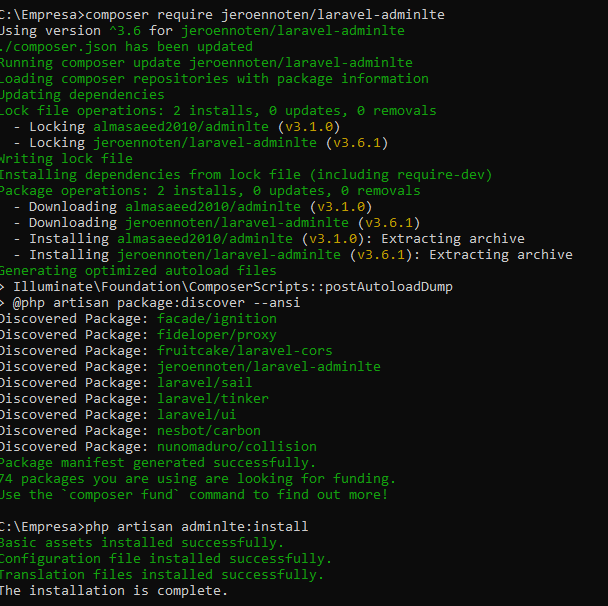 C:\Empresa>composer require jeroennoten/laravel-adminlte
Using version ^3.6 for jeroennoten/laravel-adminlte
./composer.json has been updated
Running composer update jeroennoten/laravel-adminlte
Loading composer repositories with package information
Updating dependencies
Lock file operations: 2 installs, 0 updates, 0 removals
- Locking almasaeed2010/adminlte (v3.1.0)
- Locking jeroennoten/laravel-adminlte (v3.6.1)
Writing lock file
Installing dependencies from lock file (including require-dev)
Package operations: 2 installs, 0 updates, 0 removals
- Downloading almasaeed2010/adminlte (v3.1.0)
- Downloading jeroennoten/laravel-adminlte (v3.6.1)
- Installing almasaeed2010/adminlte (v3.1.0): Extracting archive
- Installing jeroennoten/laravel-adminlte (v3.6.1): Extracting archive
Generating optimized autoload files
> Illuminate\Foundation\ComposerScripts::postAutoloadDump
> @php artisan package:discover --ansi
Discovered Package: facade/ignition
Discovered Package: fideloper/proxy
Discovered Package: fruitcake/laravel-cors
Discovered Package: jeroennoten/laravel-adminlte
Discovered Package: laravel/sail
Discovered Package: laravel/tinker
Discovered Package: laravel/ui
Discovered Package: nesbot/carbon
Discovered Package: nunomaduro/collision
Package manifest generated successfully.
74 packages you are using are looking for funding.
Use the `composer fund` command to find out more!
C:\Empresa>php artisan adminlte:install
Basic assets installed successfully.
Configuration file installed successfully.
Translation files installed successfully.
The installation is complete.